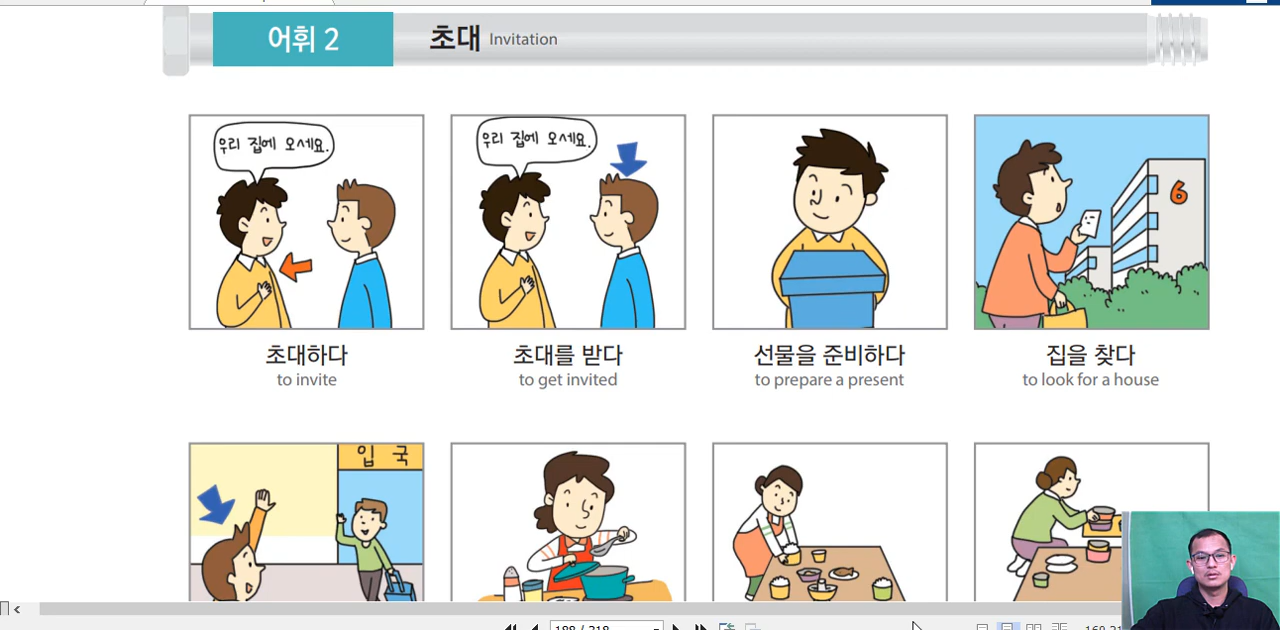 어휘 2
초대 Invitation
우리 집에 오세요.
우리 집에 오세요.
6
초대하다
to invite
초대를 받다
to get invited
선물을 준비하다
to prepare a present
집을 찾다
to look for a house
입국